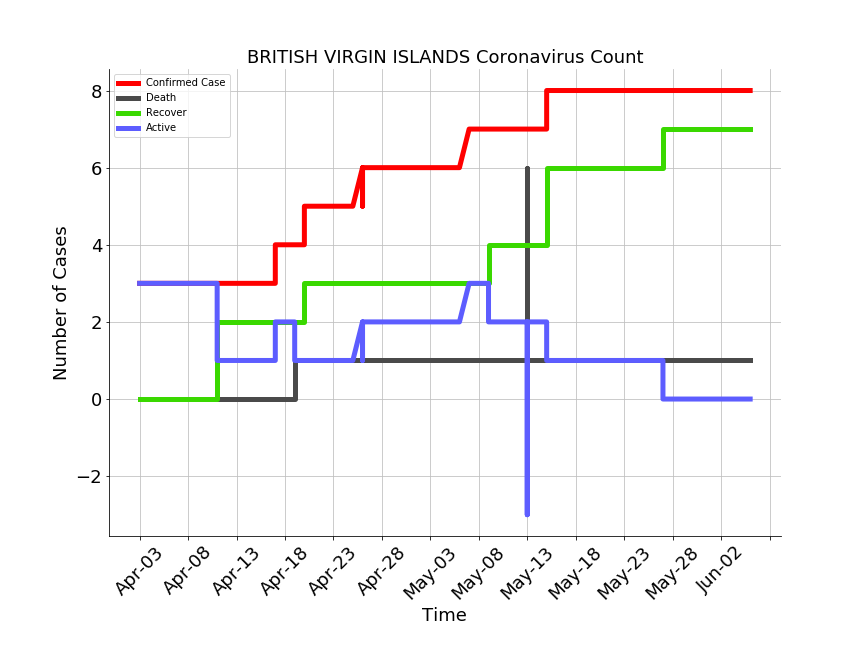 BRITISH VIRGIN ISLANDS Coronavirus Count
Confirmed Case
Death
Recover
Active
Number of Cases
8
6
4
2
0
−2
Apr-03
Apr-08
Apr-13
Apr-18
Apr-23
Apr-28
May-03
May-08
May-13
May-18
May-23
May-28
Jun-02
Time